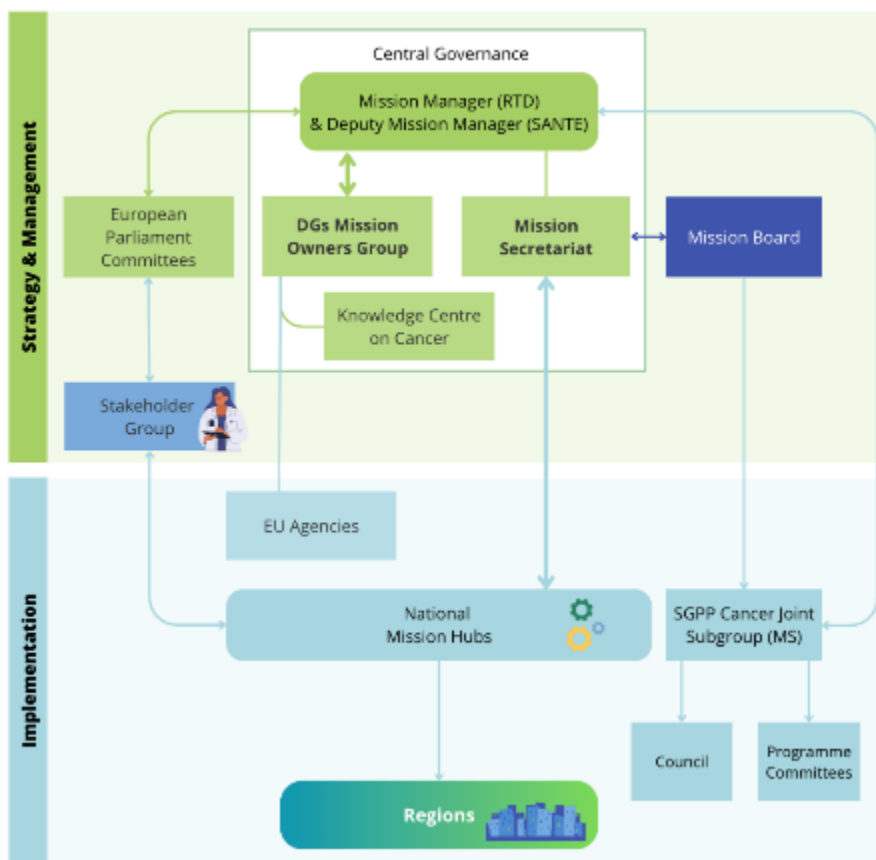 Strategy & Management
Central Governance
Mission Manager (RTD)
& Deputy Mission Manager (SANTE)
European
Parliament
Committees
DGs Mission
Owners Group
Mission
Secretariat
Mission Board
Knowledge Centre
on Cancer
Stakeholder
Group
Implementation
EU Agencies
National
Mission Hubs
SGPP Cancer Joint
Subgroup (MS)
Council
Programme
Committees
Regions